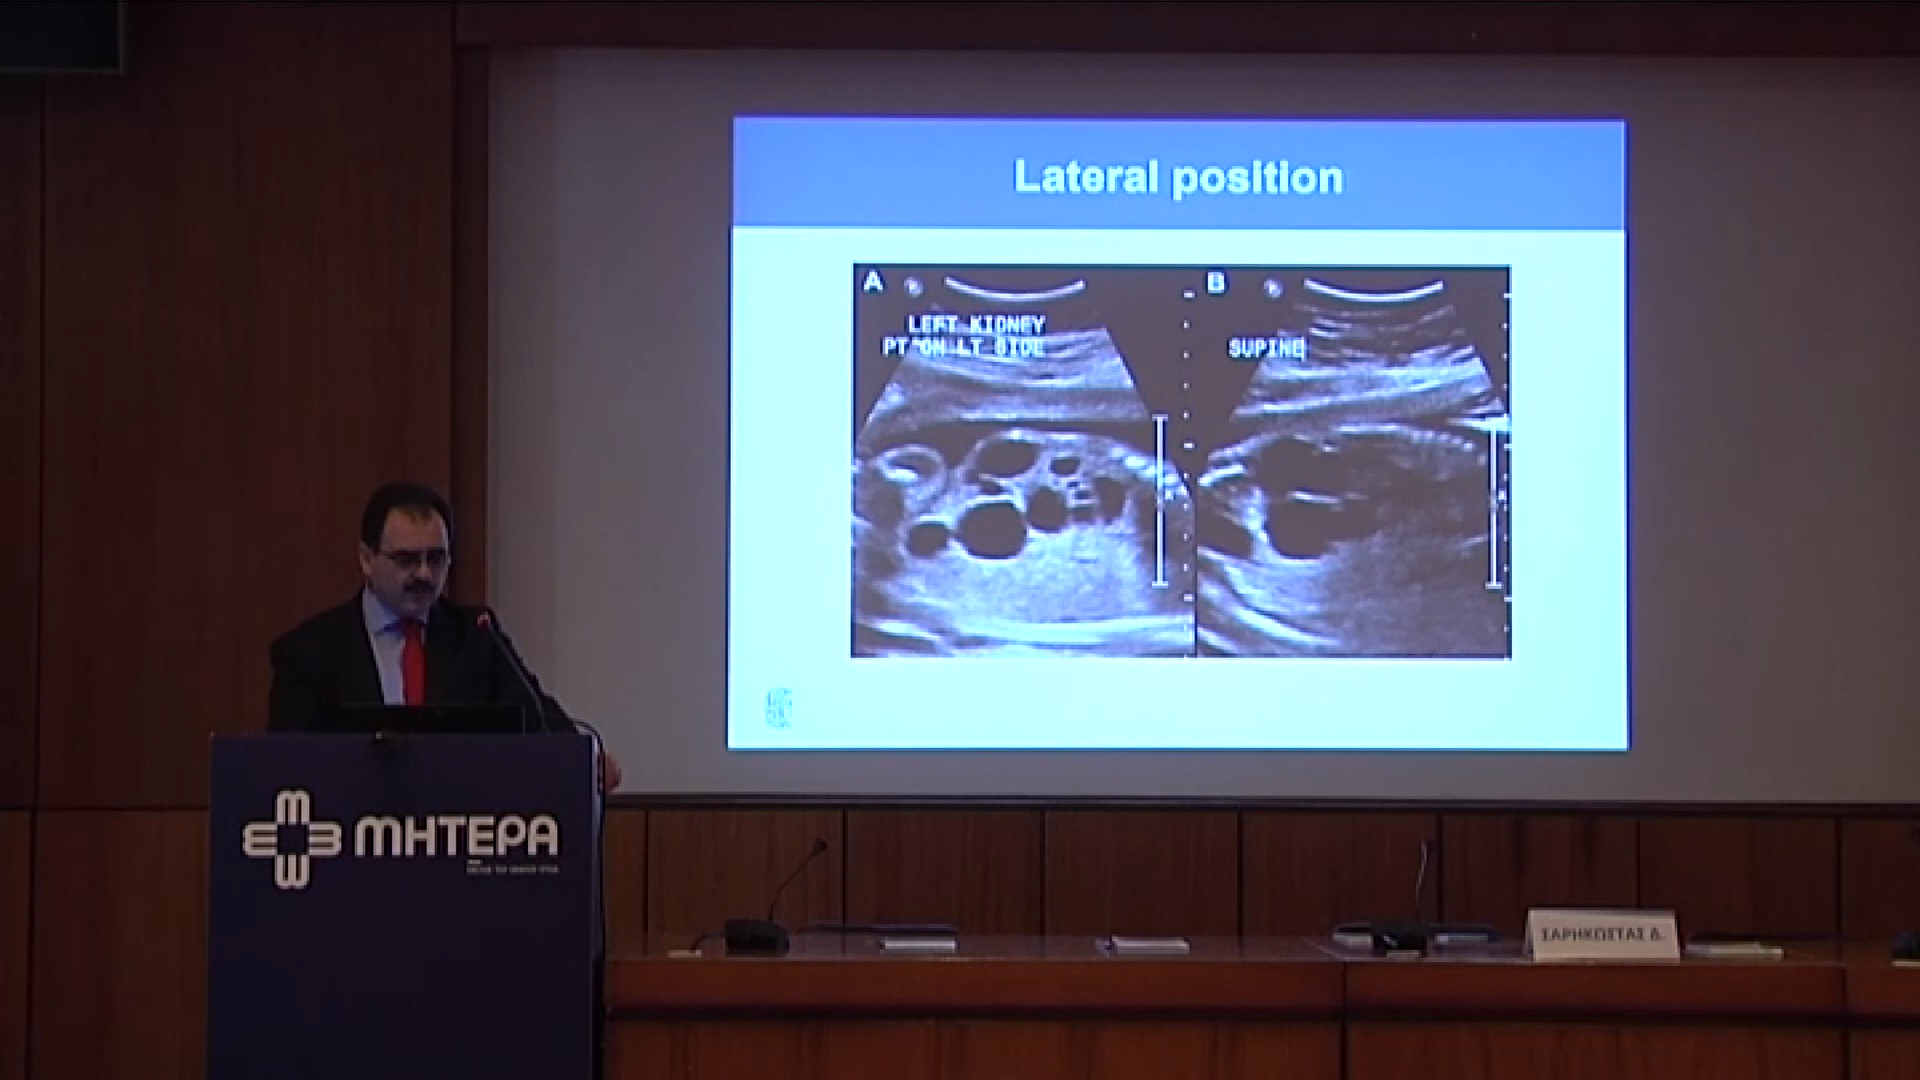 Lateral position
A
LEFT KIDNEY
PT ON LT SIDE
B
SUPINE
ΜΗΤΕΡΑ
ΣΑΡΗΚΩΣΤΑΣ Δ.